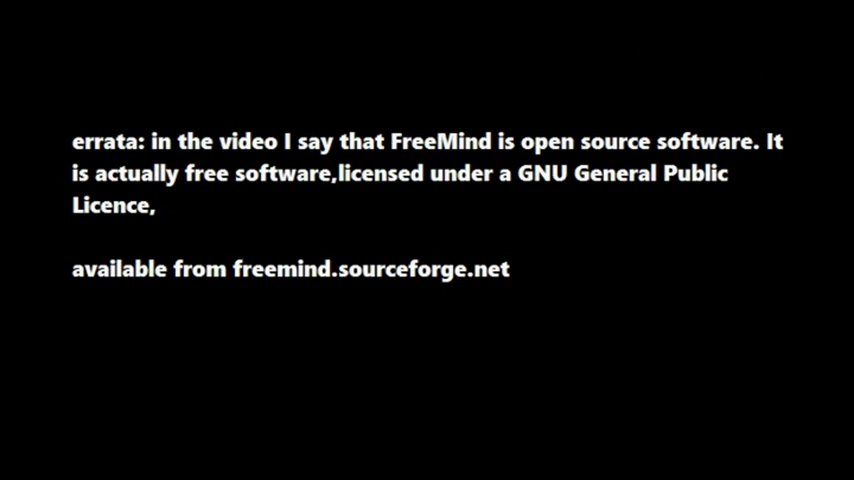 errata: in the video I say that FreeMind is open source software. It
is actually free software,licensed under a GNU General Public
Licence,
available from freemind.sourceforge.net